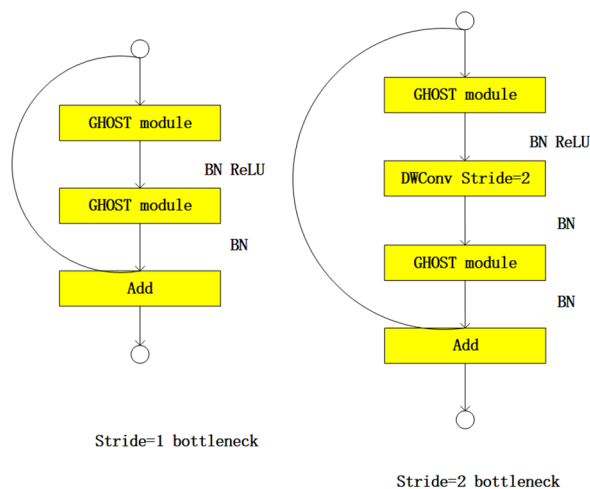 GHOST module
BN ReLU
GHOST module
BN
Add
Stride=1 bottleneck
GHOST module
BN ReLU
DWConv Stride=2
BN
GHOST module
BN
Add
Stride=2 bottleneck